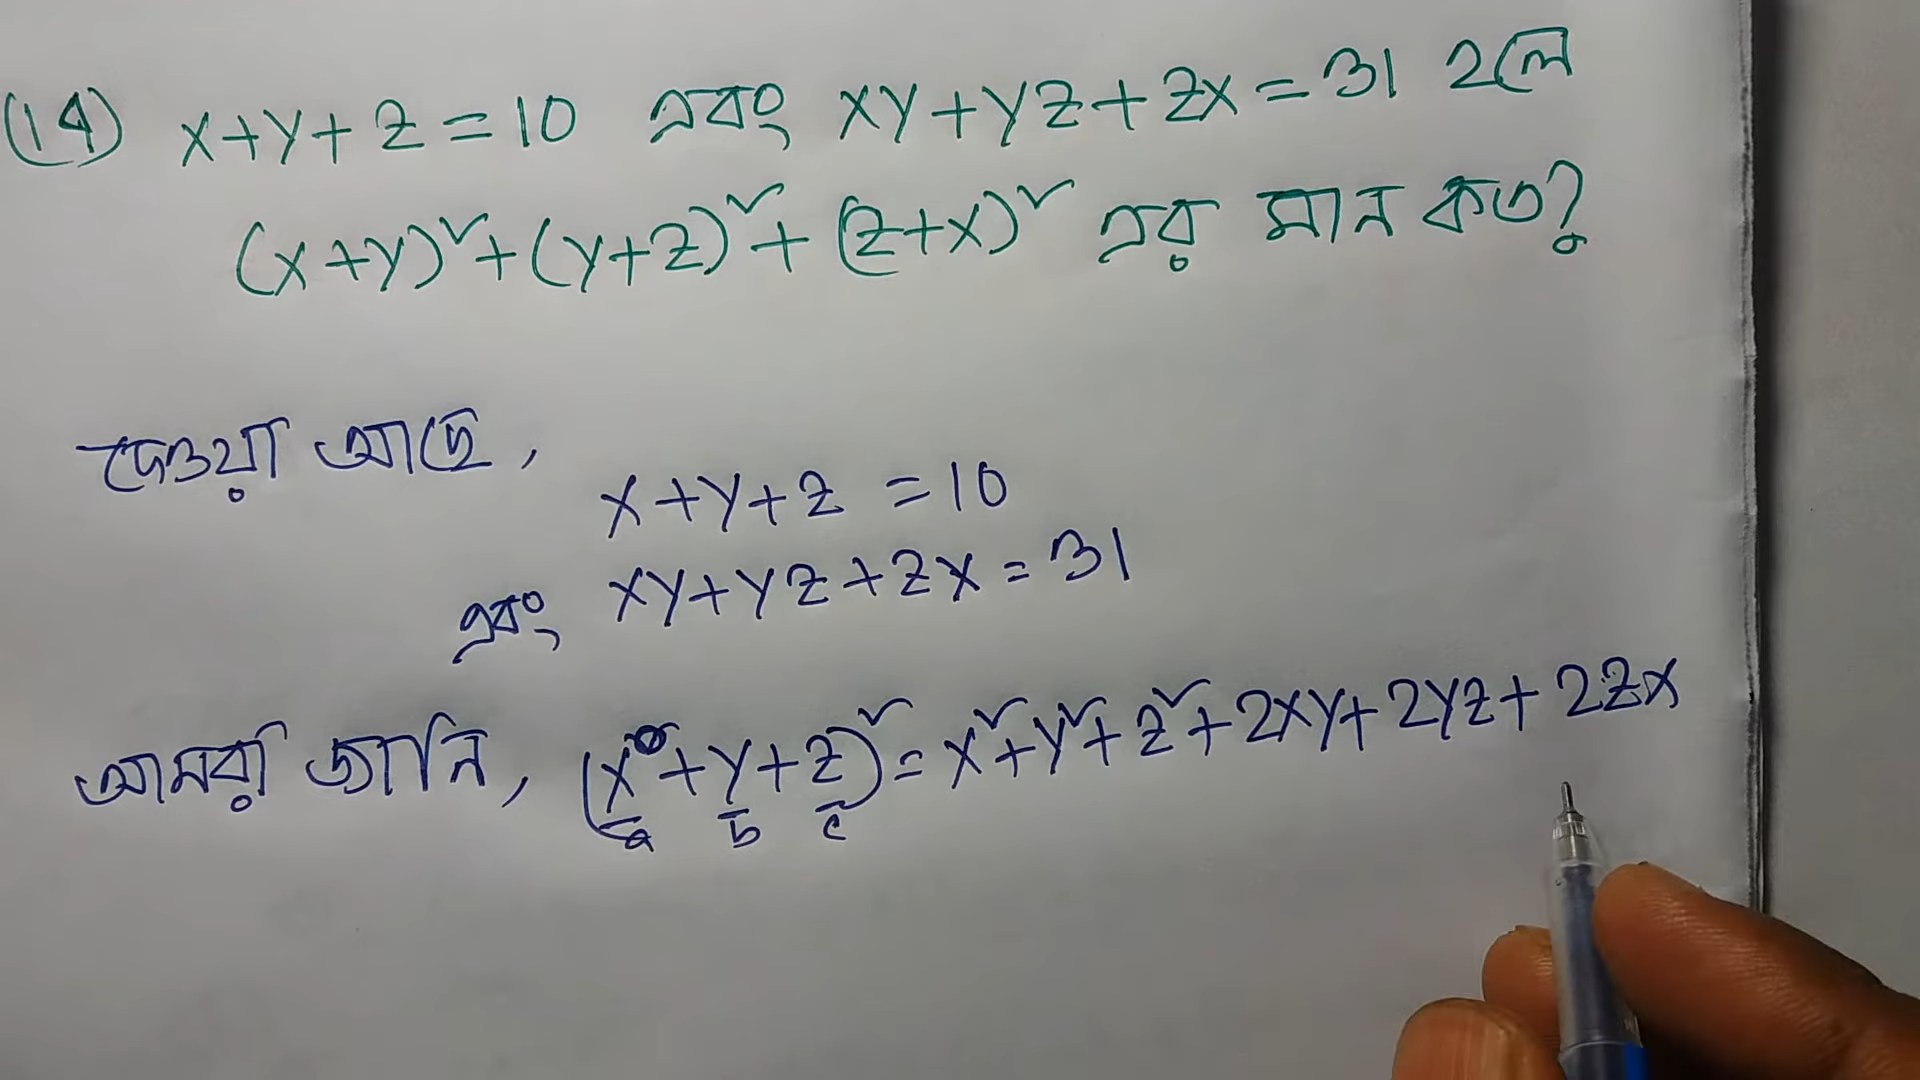 (14) x+y+z=10 এবং xy+yz+zx=31 হলে
(x+y)²+(y+z)²+(z+x)² এর মান কত?
দেওয়া আছে,
x+y+z =10
এবং xy+yz+zx=31
আমরা জানি, (x+y+z)²=x²+y²+z²+2xy+2yz+2zx
a b c